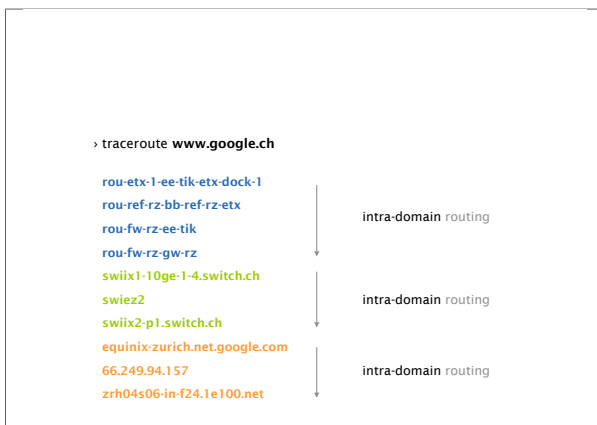 › traceroute www.google.ch
rou-etx-1-ee-tik-etx-dock-1
rou-ref-rz-bb-ref-rz-etx
intra-domain routing
rou-fw-rz-ee-tik
rou-fw-rz-gw-rz
swiix1-10ge-1-4.switch.ch
swiez2
intra-domain routing
swiix2-p1.switch.ch
equinix-zurich.net.google.com
66.249.94.157
intra-domain routing
zrh04s06-in-f24.1e100.net